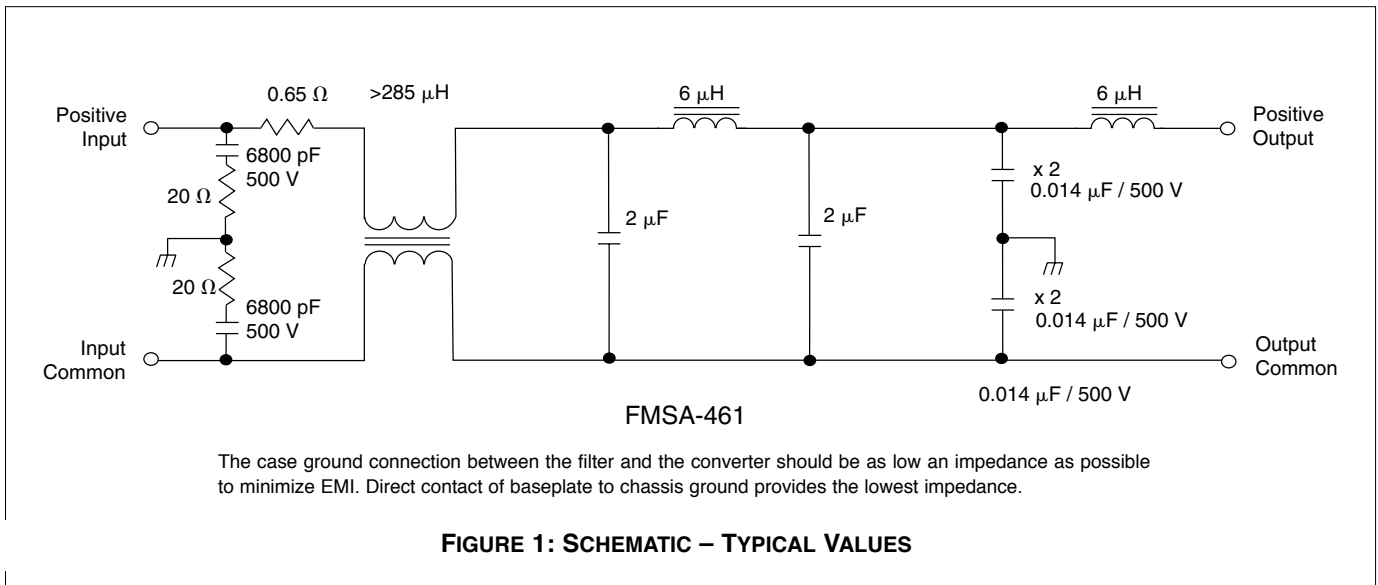 0.65 Ω
>285 μH
6 μH
6 μH
Positive
Input
Positive
Output
6800 pF
500 V
20 Ω
x 2
0.014 μF / 500 V
2 μF
2 μF
20 Ω
6800 pF
500 V
x 2
0.014 μF / 500 V
Input
Common
Output
Common
0.014 μF / 500 V
FMSA-461
The case ground connection between the filter and the converter should be as low an impedance as possible
to minimize EMI. Direct contact of baseplate to chassis ground provides the lowest impedance.
FIGURE 1: SCHEMATIC – TYPICAL VALUES